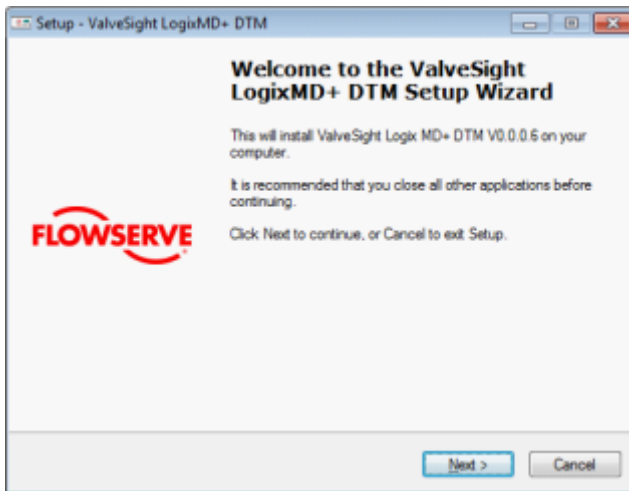 Setup - ValveSight LogixMD+ DTM
Welcome to the ValveSight
LogixMD+ DTM Setup Wizard
This will install ValveSight Logix MD+ DTM V0.0.0.6 on your
computer.
It is recommended that you close all other applications before
continuing.
Click Next to continue, or Cancel to exit Setup.
FLOWSERVE
Next >
Cancel